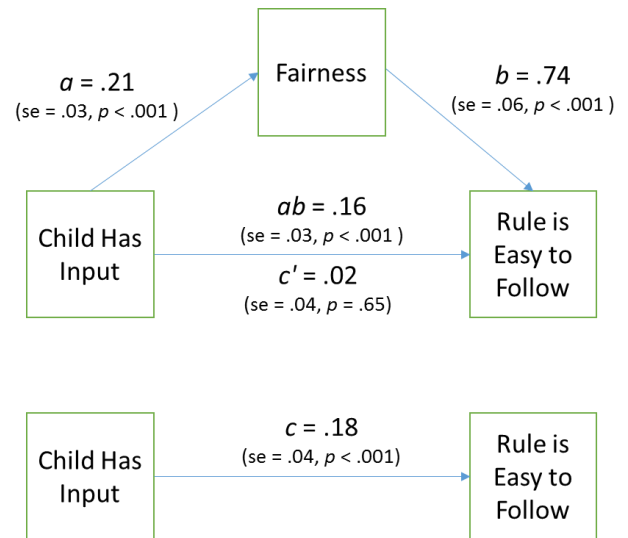 Fairness
a = .21
(se = .03, p < .001 )
b = .74
(se = .06, p < .001 )
Child Has
Input
ab = .16
(se = .03, p < .001 )
c' = .02
(se = .04, p = .65)
Rule is
Easy to
Follow
Child Has
Input
c = .18
(se = .04, p < .001)
Rule is
Easy to
Follow